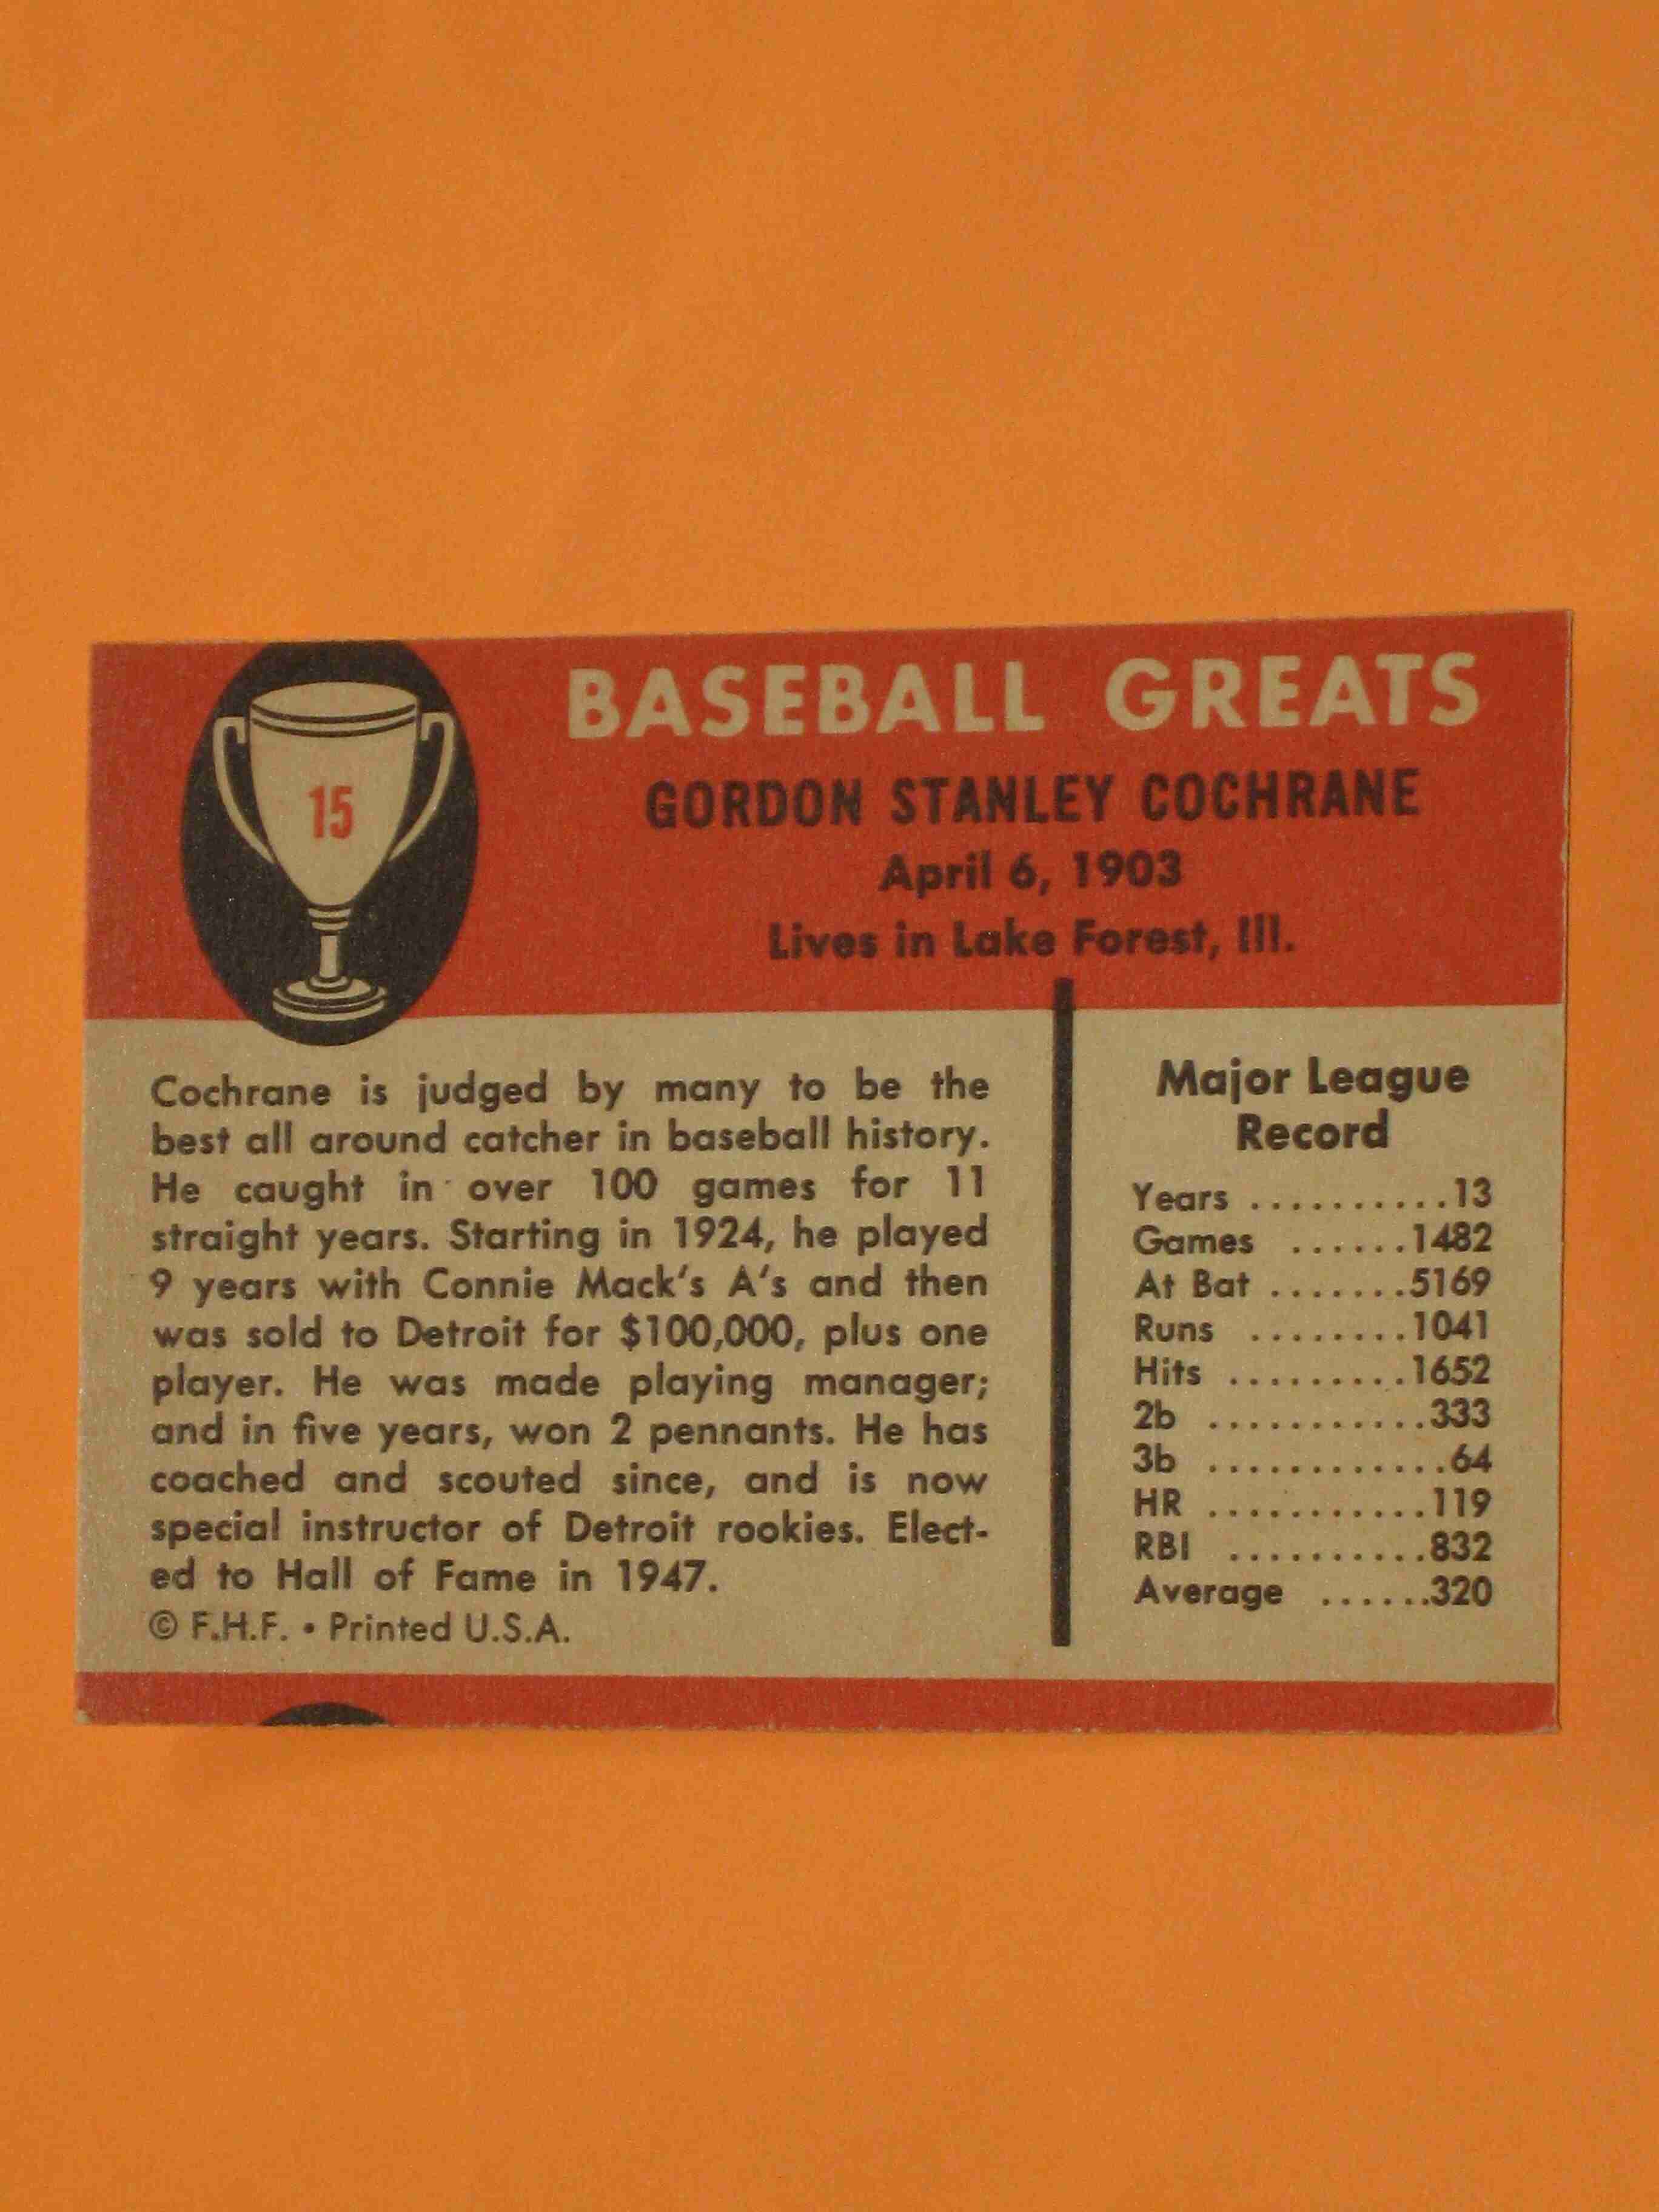 15
BASEBALL GREATS
GORDON STANLEY COCHRANE
April 6, 1903
Lives in Lake Forest, Ill.
Cochrane is judged by many to be the
best all around catcher in baseball history.
He caught in over 100 games for 11
straight years. Starting in 1924, he played
9 years with Connie Mack's A's and then
was sold to Detroit for $100,000, plus one
player. He was made playing manager;
and in five years, won 2 pennants. He has
coached and scouted since, and is now
special instructor of Detroit rookies. Elect-
ed to Hall of Fame in 1947.
© F.H.F. • Printed U.S.A.
Major League
Record
Years ..........13
Games ......1482
At Bat .......5169
Runs ........1041
Hits .........1652
2b ...........333
3b ............64
HR ...........119
RBI ..........832
Average ......320